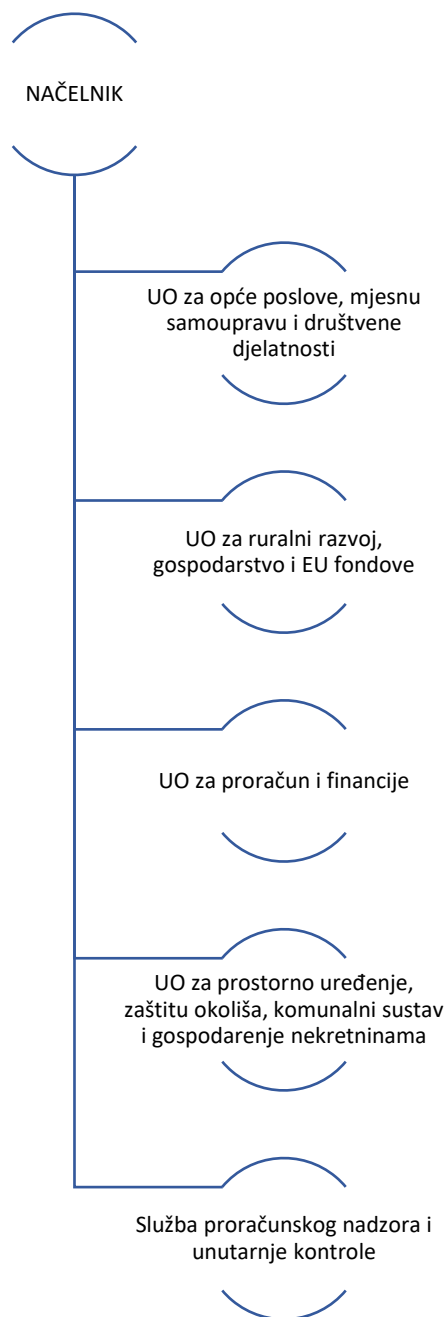 NAČELNIK
UO za opće poslove, mjesnu
samoupravu i društvene
djelatnosti
UO za ruralni razvoj,
gospodarstvo i EU fondove
UO za proračun i financije
UO za prostorno uređenje,
zaštitu okoliša, komunalni sustav
i gospodarenje nekretninama
Služba proračunskog nadzora i
unutarnje kontrole